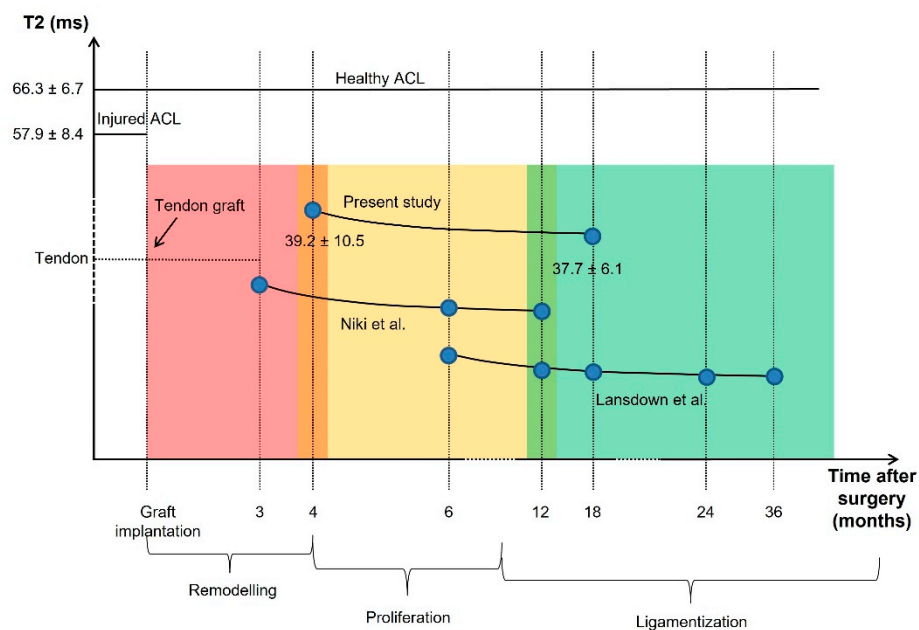 T2 (ms)
Healthy ACL
66.3 ± 6.7
Injured ACL
57.9 ± 8.4
Tendon graft
Present study
39.2 ± 10.5
Tendon
37.7 ± 6.1
Niki et al.
Lansdown et al.
Time after
surgery
(months)
Graft
implantation
3
4
6
12
18
24
36
Remodelling
Proliferation
Ligamentization